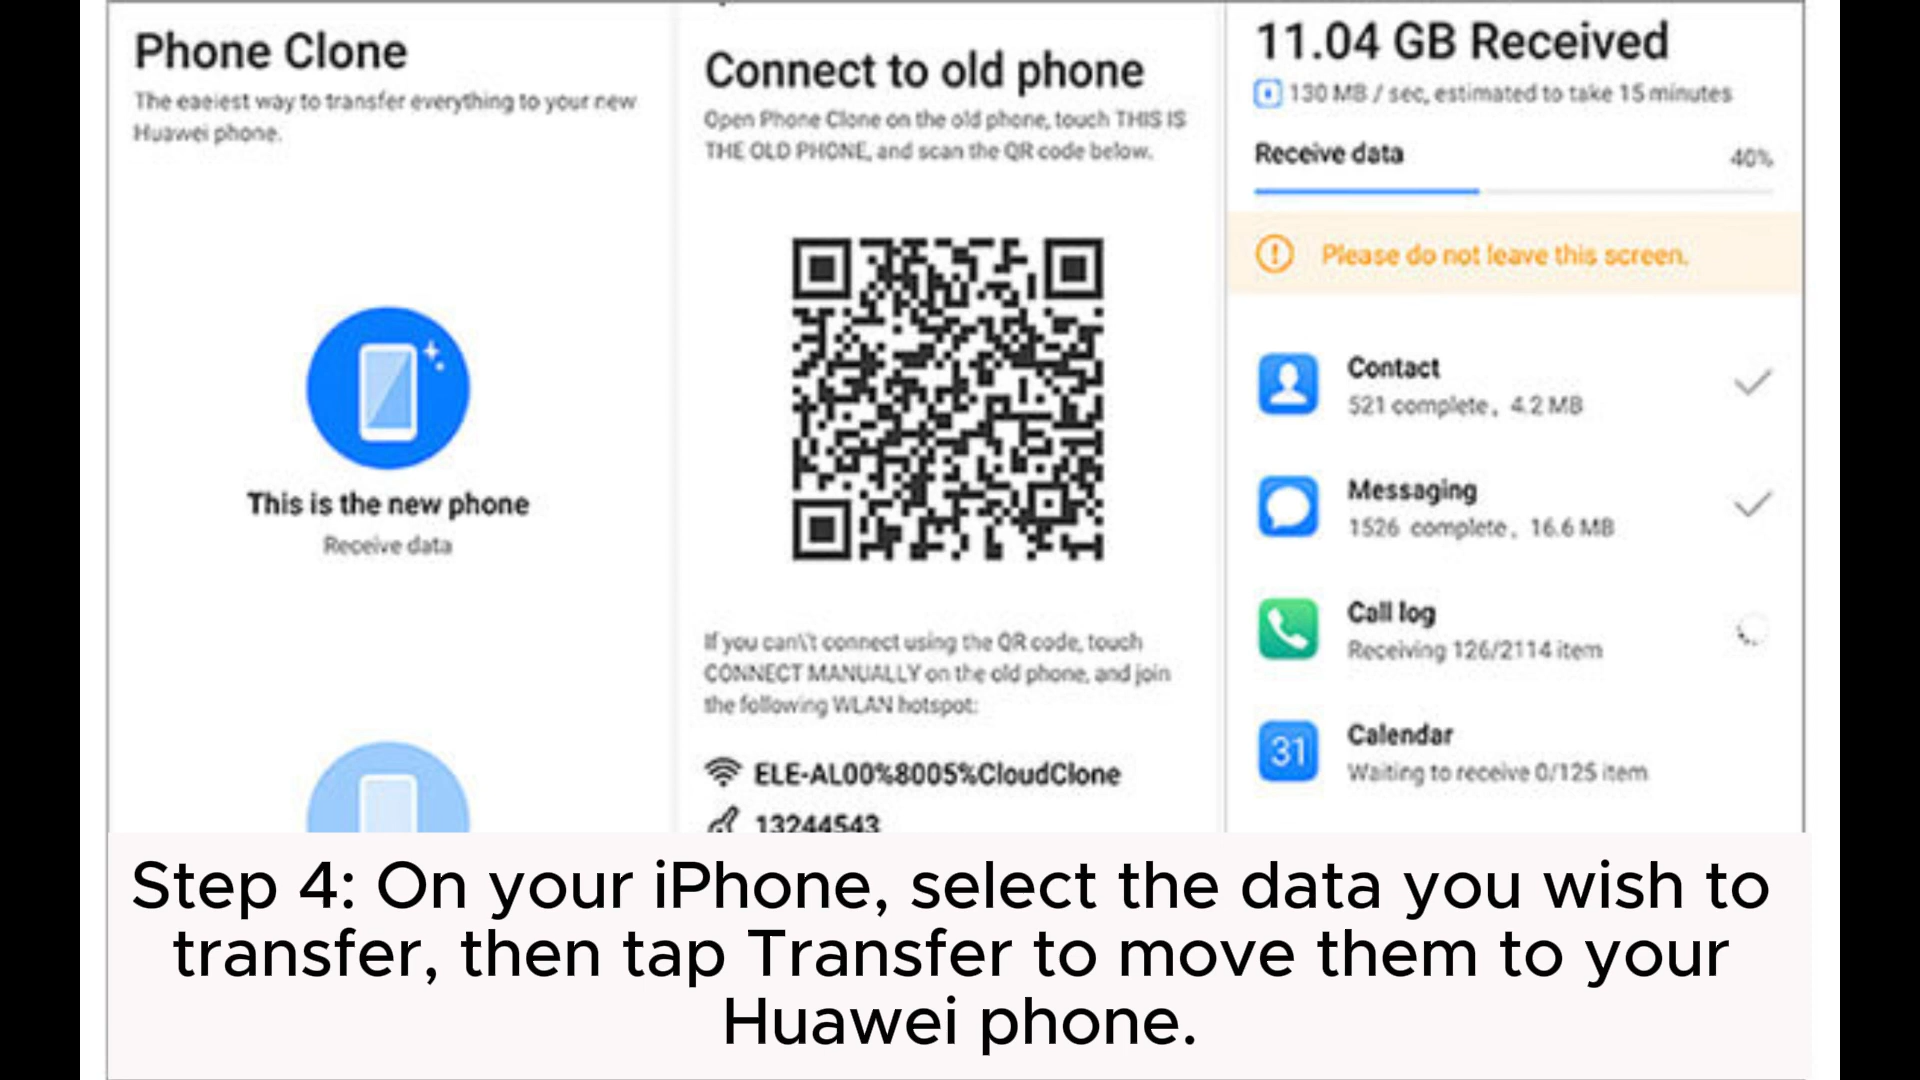 Phone Clone
The eaeiest way to transfer everything to your new
Huawei phone.
This is the new phone
Receive data
Connect to old phone
Open Phone Clone on the old phone, touch THIS IS
THE OLD PHONE, and scan the QR code below.
If you can\'t connect using the QR code, touch
CONNECT MANUALLY on the old phone, and join
the following WLAN hotspot:
ELE-AL00%8005%CloudClone
13244543
11.04 GB Received
130 MB / sec, estimated to take 15 minutes
Receive data 40%
Please do not leave this screen.
Contact
521 complete, 4.2 MB
Messaging
1526 complete, 16.6 MB
Call log
Receiving 126/2114 item
31
Calendar
Waiting to receive 0/125 item
Step 4: On your iPhone, select the data you wish to
transfer, then tap Transfer to move them to your
Huawei phone.